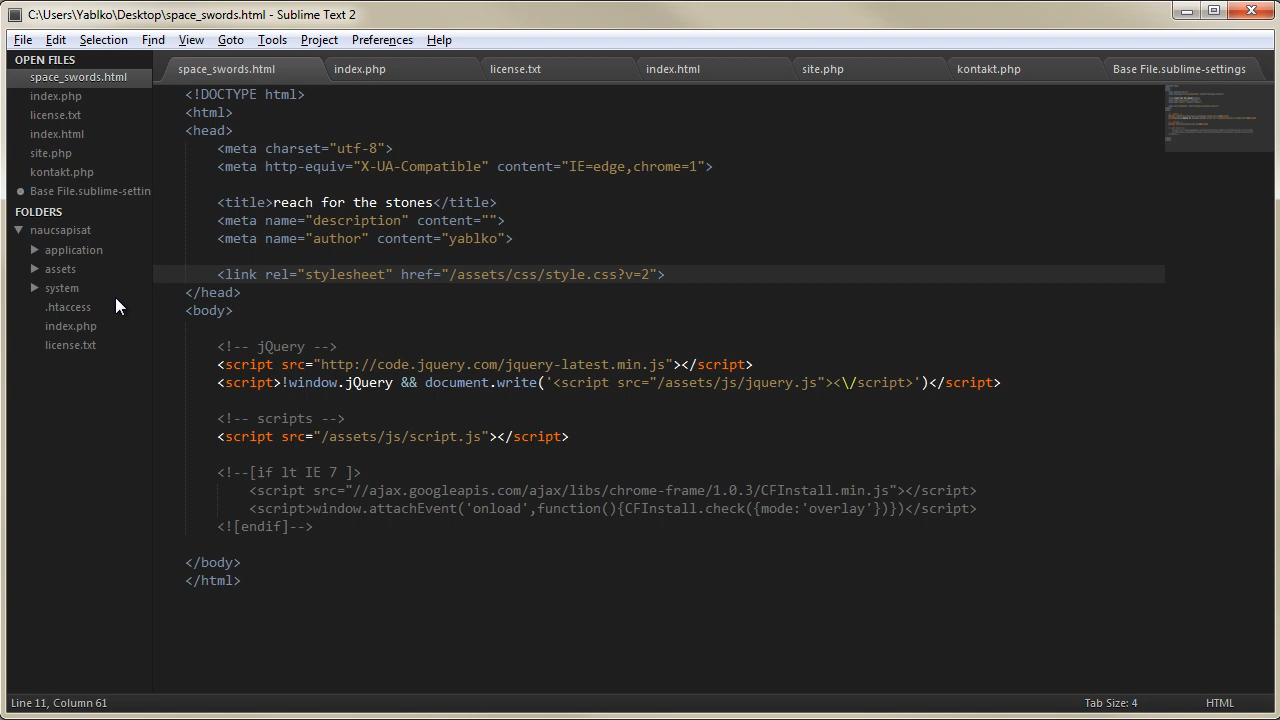 C:\Users\Yablko\Desktop\space_swords.html - Sublime Text 2
File Edit Selection Find View Goto Tools Project Preferences Help
OPEN FILES
space_swords.html
index.php
license.txt
index.html
site.php
kontakt.php
Base File.sublime-settin
FOLDERS
naucsapisat
application
assets
system
.htaccess
index.php
license.txt
space_swords.html index.php license.txt index.html site.php kontakt.php Base File.sublime-settings
<!DOCTYPE html>
<html>
<head>
<meta charset="utf-8">
<meta http-equiv="X-UA-Compatible" content="IE=edge,chrome=1">
<title>reach for the stones</title>
<meta name="description" content="">
<meta name="author" content="yablko">
<link rel="stylesheet" href="/assets/css/style.css?v=2">
</head>
<body>
<!-- jQuery -->
<script src="http://code.jquery.com/jquery-latest.min.js"></script>
<script>!window.jQuery && document.write('<script src="/assets/js/jquery.js"><\/script>')</script>
<!-- scripts -->
<script src="/assets/js/script.js"></script>
<!--[if lt IE 7 ]>
<script src="//ajax.googleapis.com/ajax/libs/chrome-frame/1.0.3/CFInstall.min.js"></script>
<script>window.attachEvent('onload',function(){CFInstall.check({mode:'overlay'})})</script>
<![endif]-->
</body>
</html>
Line 11, Column 61 Tab Size: 4 HTML